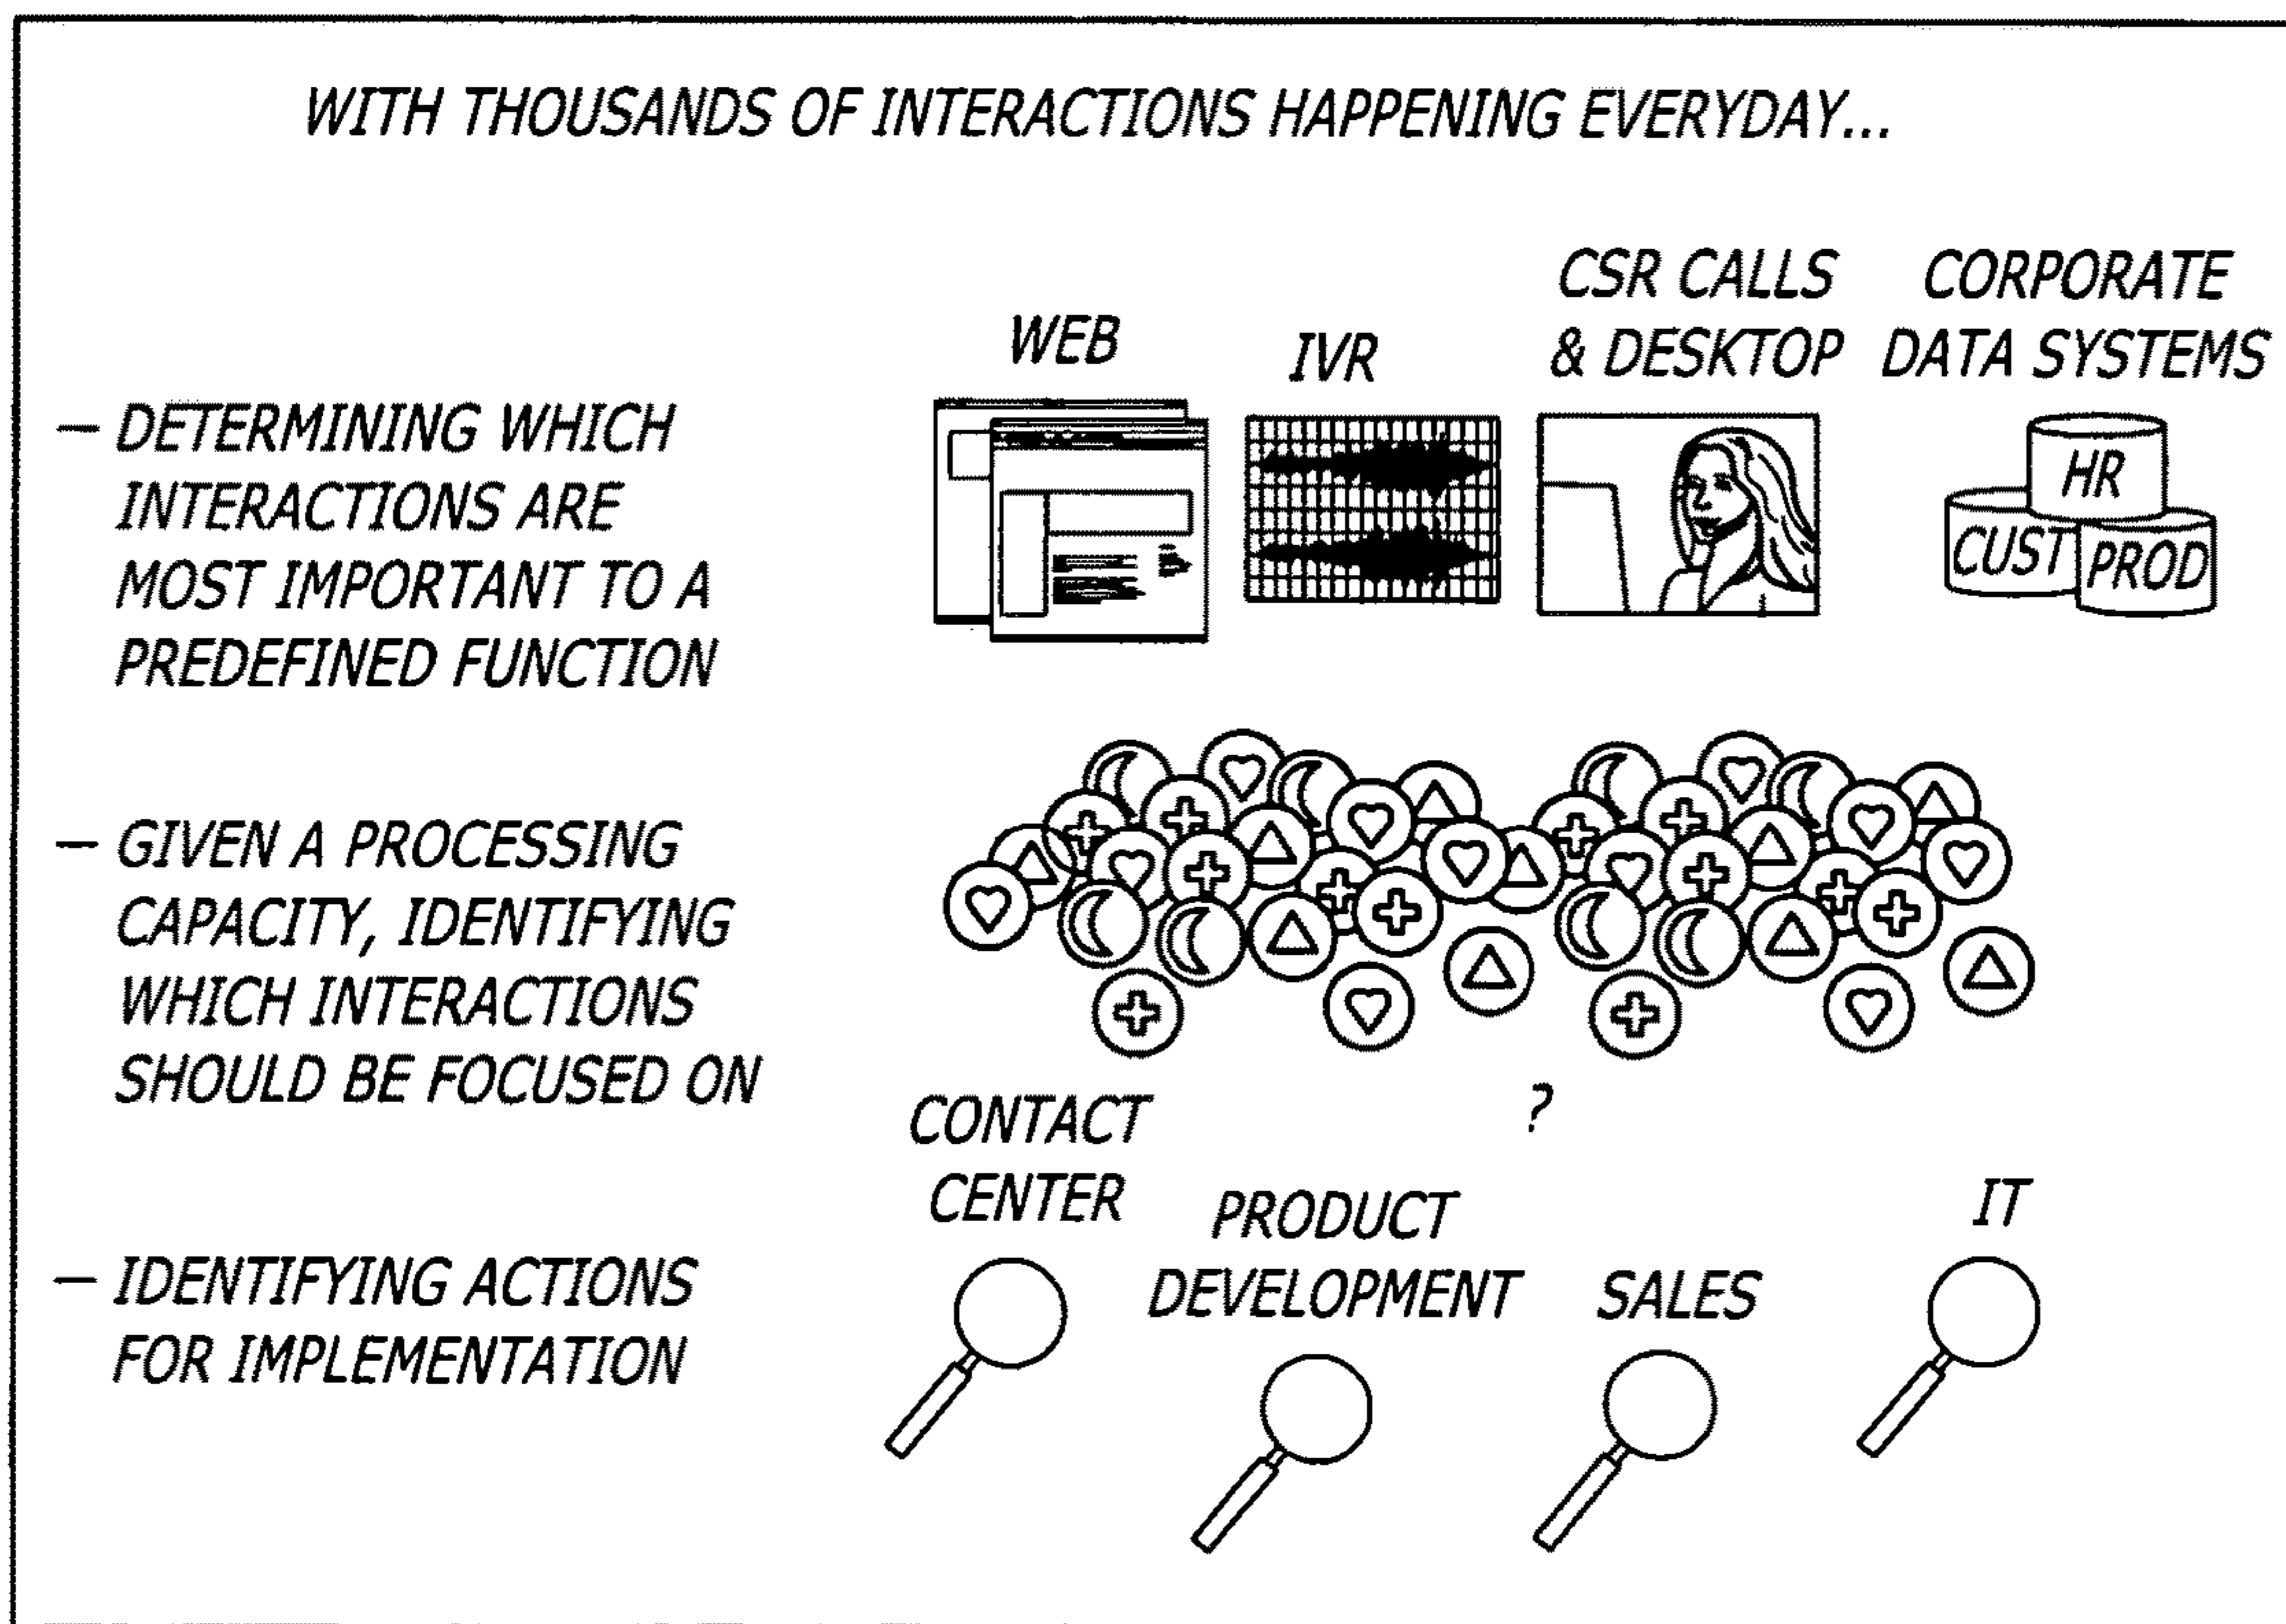 WITH THOUSANDS OF INTERACTIONS HAPPENING EVERYDAY...
— DETERMINING WHICH
INTERACTIONS ARE
MOST IMPORTANT TO A
PREDEFINED FUNCTION
WEB
IVR
CSR CALLS
& DESKTOP
CORPORATE
DATA SYSTEMS
HR
CUST
PROD
— GIVEN A PROCESSING
CAPACITY, IDENTIFYING
WHICH INTERACTIONS
SHOULD BE FOCUSED ON
?
— IDENTIFYING ACTIONS
FOR IMPLEMENTATION
CONTACT
CENTER
PRODUCT
DEVELOPMENT
SALES
IT